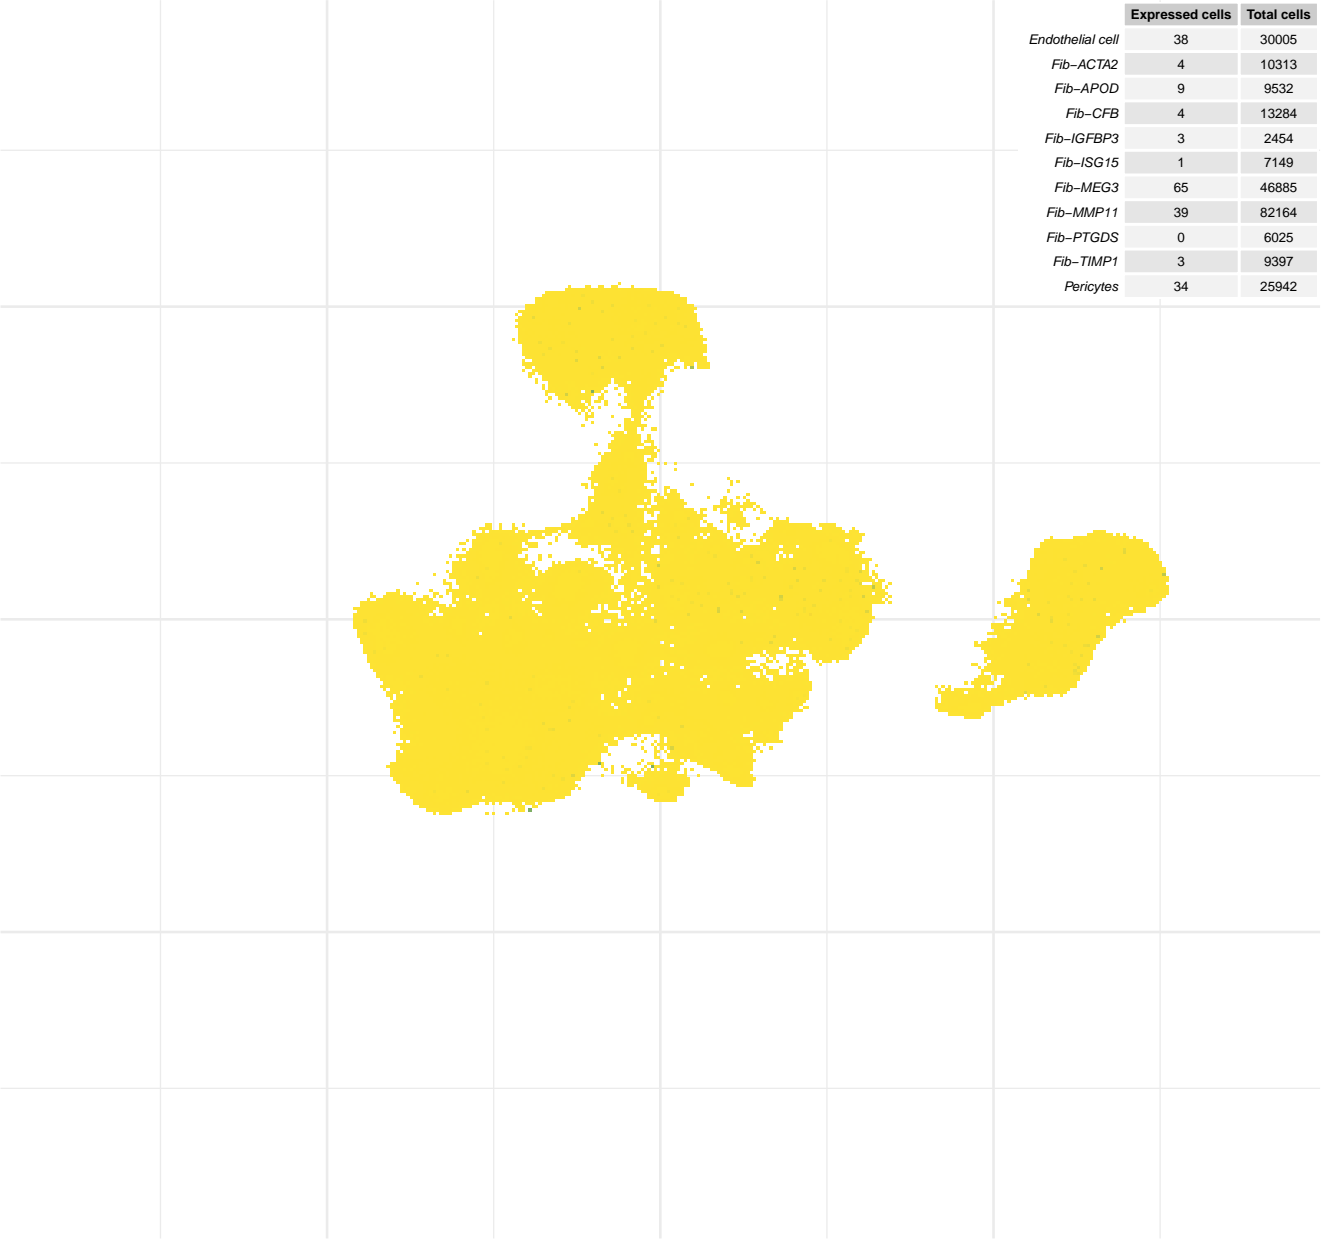 Expressed cells Total cells
Endothelial cell 38 30005
Fib−ACTA2 4 10313
Fib−APOD 9 9532
Fib−CFB 4 13284
Fib−IGFBP3 3 2454
Fib−ISG15 1 7149
Fib−MEG3 65 46885
Fib−MMP11 39 82164
Fib−PTGDS 0 6025
Fib−TIMP1 3 9397
Pericytes 34 25942